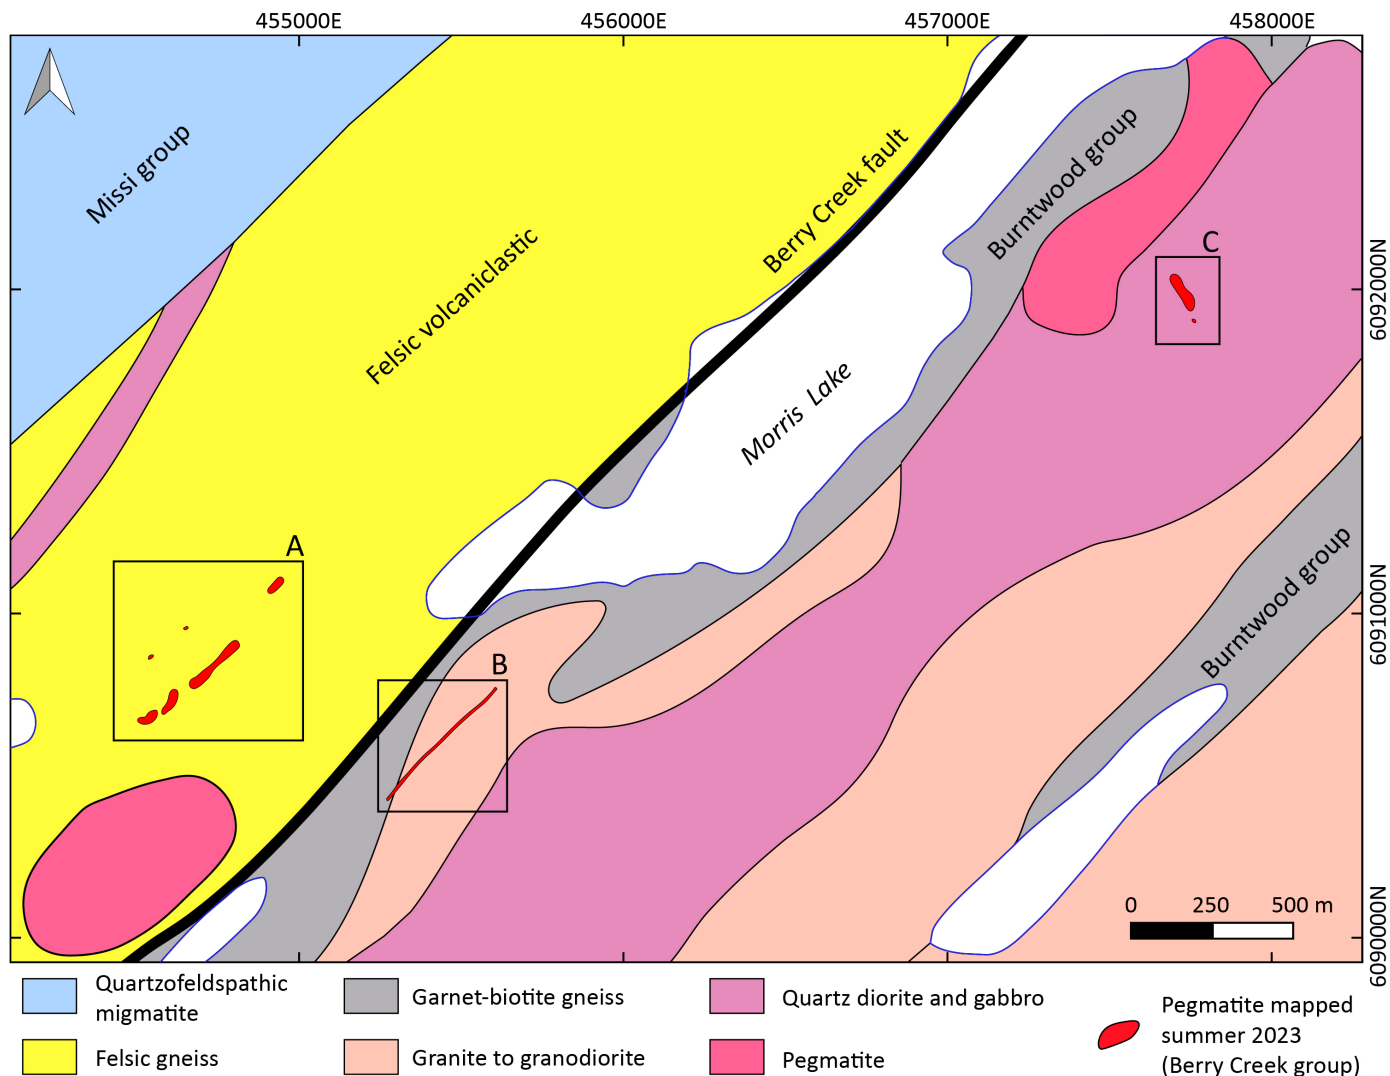 455000E
456000E
457000E
458000E
Missi group
Felsic volcaniclastic
Berry Creek fault
Burntwood group
C
6092000N
Morris Lake
A
B
6091000N
Burntwood group
0 250 500 m
6090000N
Quartzofeldspathic
migmatite
Garnet-biotite gneiss
Quartz diorite and gabbro
Pegmatite mapped
summer 2023
(Berry Creek group)
Felsic gneiss
Granite to granodiorite
Pegmatite